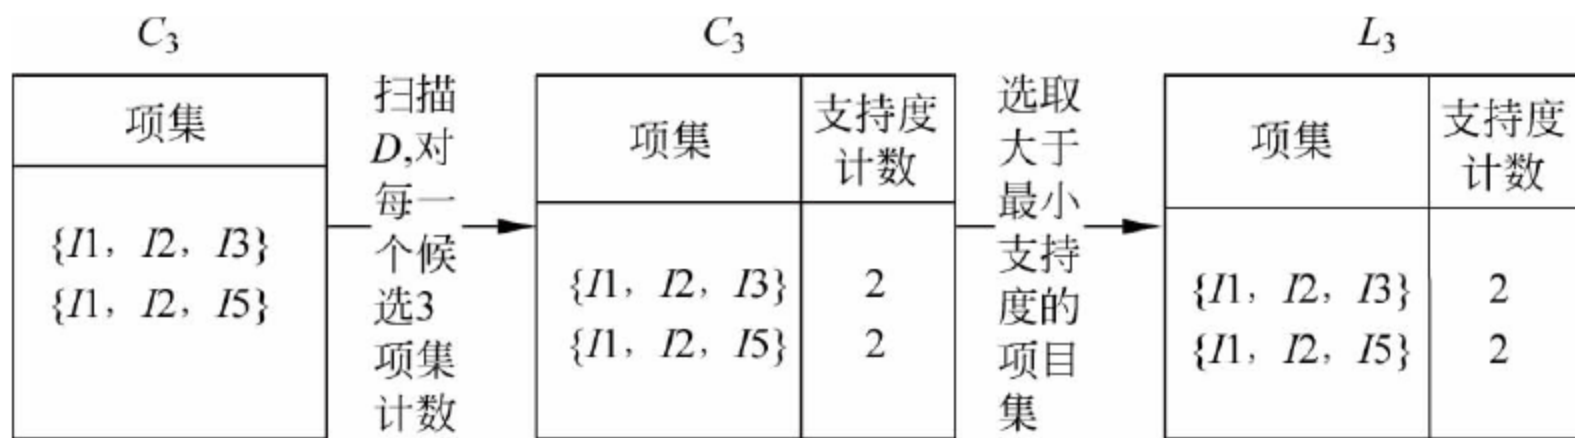 C₃
项集
{I1, I2, I3}
{I1, I2, I5}
扫描
D,对
每一
个候
选3
项集
计数
C₃
项集
支持度
计数
{I1, I2, I3}
2
{I1, I2, I5}
2
选取
大于
最小
支持
度的
项目
集
L₃
项集
支持度
计数
{I1, I2, I3}
2
{I1, I2, I5}
2